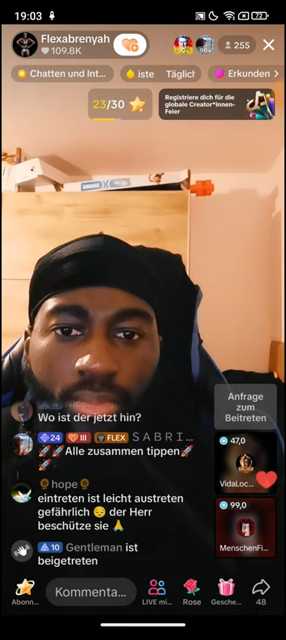 19:03
72
Flexabrenyah
109.8K
255
Chatten und Int...
iste
Täglich
Erkunden
23/30
Registriere dich für die
globale Creator*innen-
Feier
Wo ist der jetzt hin?
Anfrage
zum
Beitreten
24 III FLEX S A B R I ...
🚀🚀Alle zusammen tippen🚀
🚀
47,0
VidaLoc...
🌻hope🌻
eintreten ist leicht austreten
gefährlich 😔 der Herr
beschütze sie 🙏
99,0
MenschenFi...
10 Gentleman ist
beigetreten
Kommenta...
Abonn...
LIVE mi...
Rose
Gesche...
48